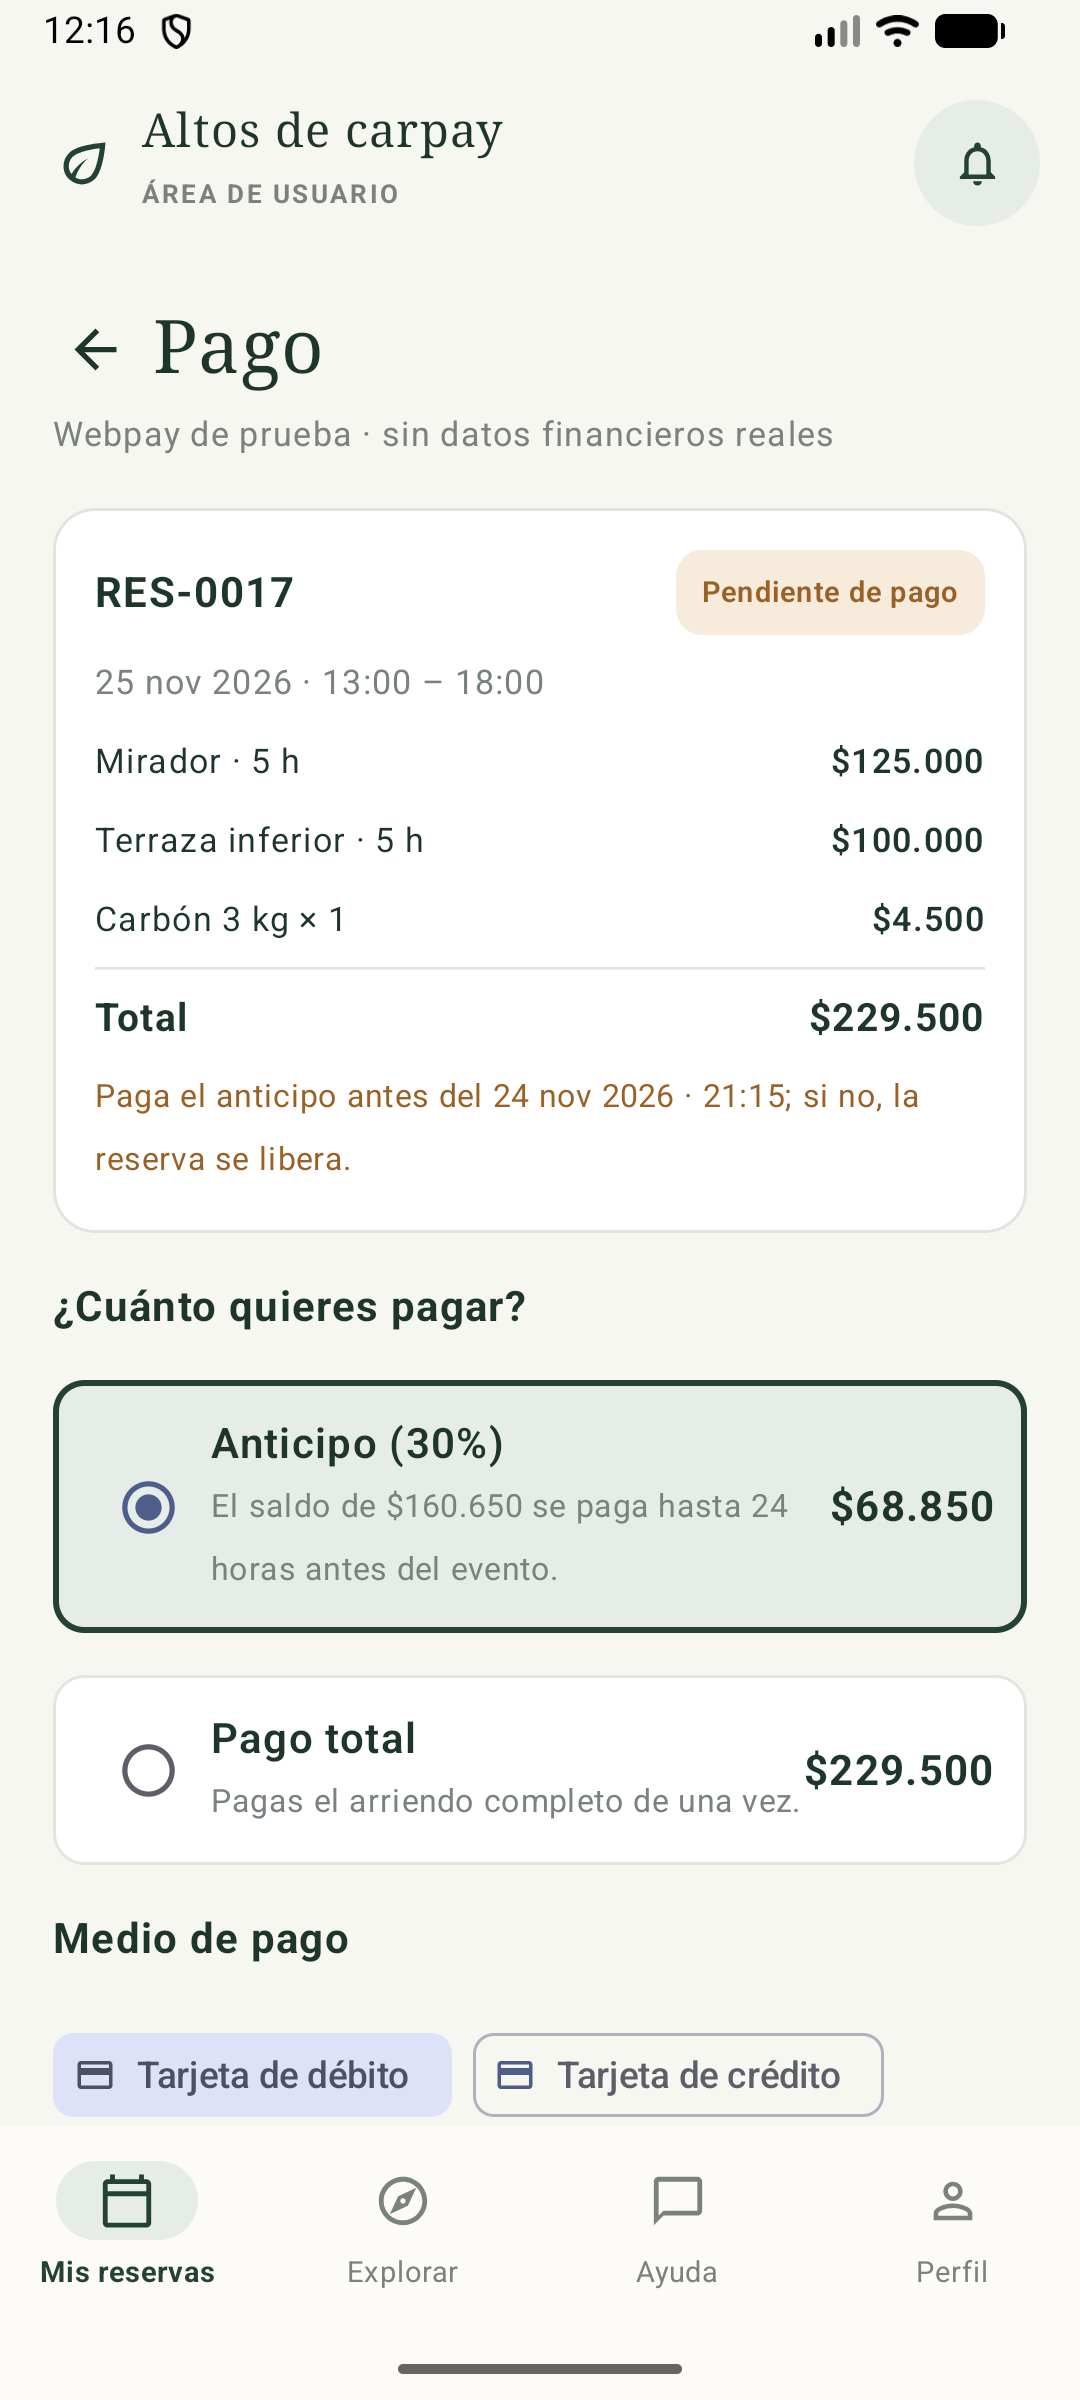 12:16
Altos de carpay
ÁREA DE USUARIO
Pago
Webpay de prueba · sin datos financieros reales
RES-0017
Pendiente de pago
25 nov 2026 · 13:00 – 18:00
Mirador · 5 h $125.000
Terraza inferior · 5 h $100.000
Carbón 3 kg × 1 $4.500
Total $229.500
Paga el anticipo antes del 24 nov 2026 · 21:15; si no, la
reserva se libera.
¿Cuánto quieres pagar?
Anticipo (30%)
El saldo de $160.650 se paga hasta 24
horas antes del evento.
$68.850
Pago total
Pagas el arriendo completo de una vez.
$229.500
Medio de pago
Tarjeta de débito
Tarjeta de crédito
Mis reservas
Explorar
Ayuda
Perfil